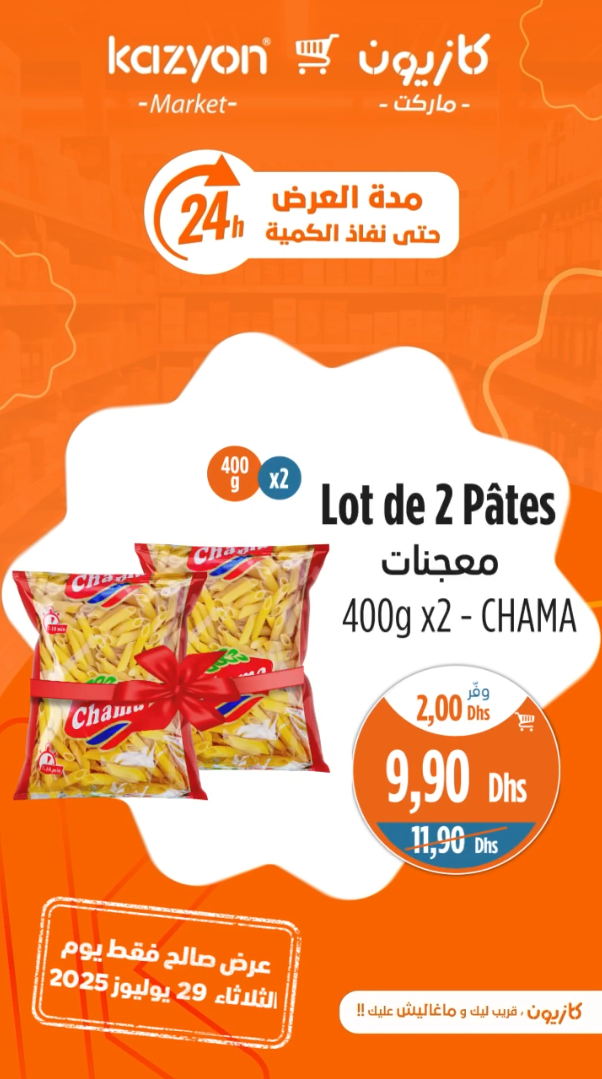 kazyon®
كازيون
-Market-
- ماركت -
24h
مدة العرض
حتى نفاذ الكمية
400
g
x2
Lot de 2 Pâtes
معجنات
400g x2 - CHAMA
Chama
Chama
وفّر
2,00 Dhs
9,90 Dhs
11,90 Dhs
عرض صالح فقط يوم
الثلاثاء 29 يوليوز 2025
كازيون ، قريب ليك و ماغاليش عليك !!